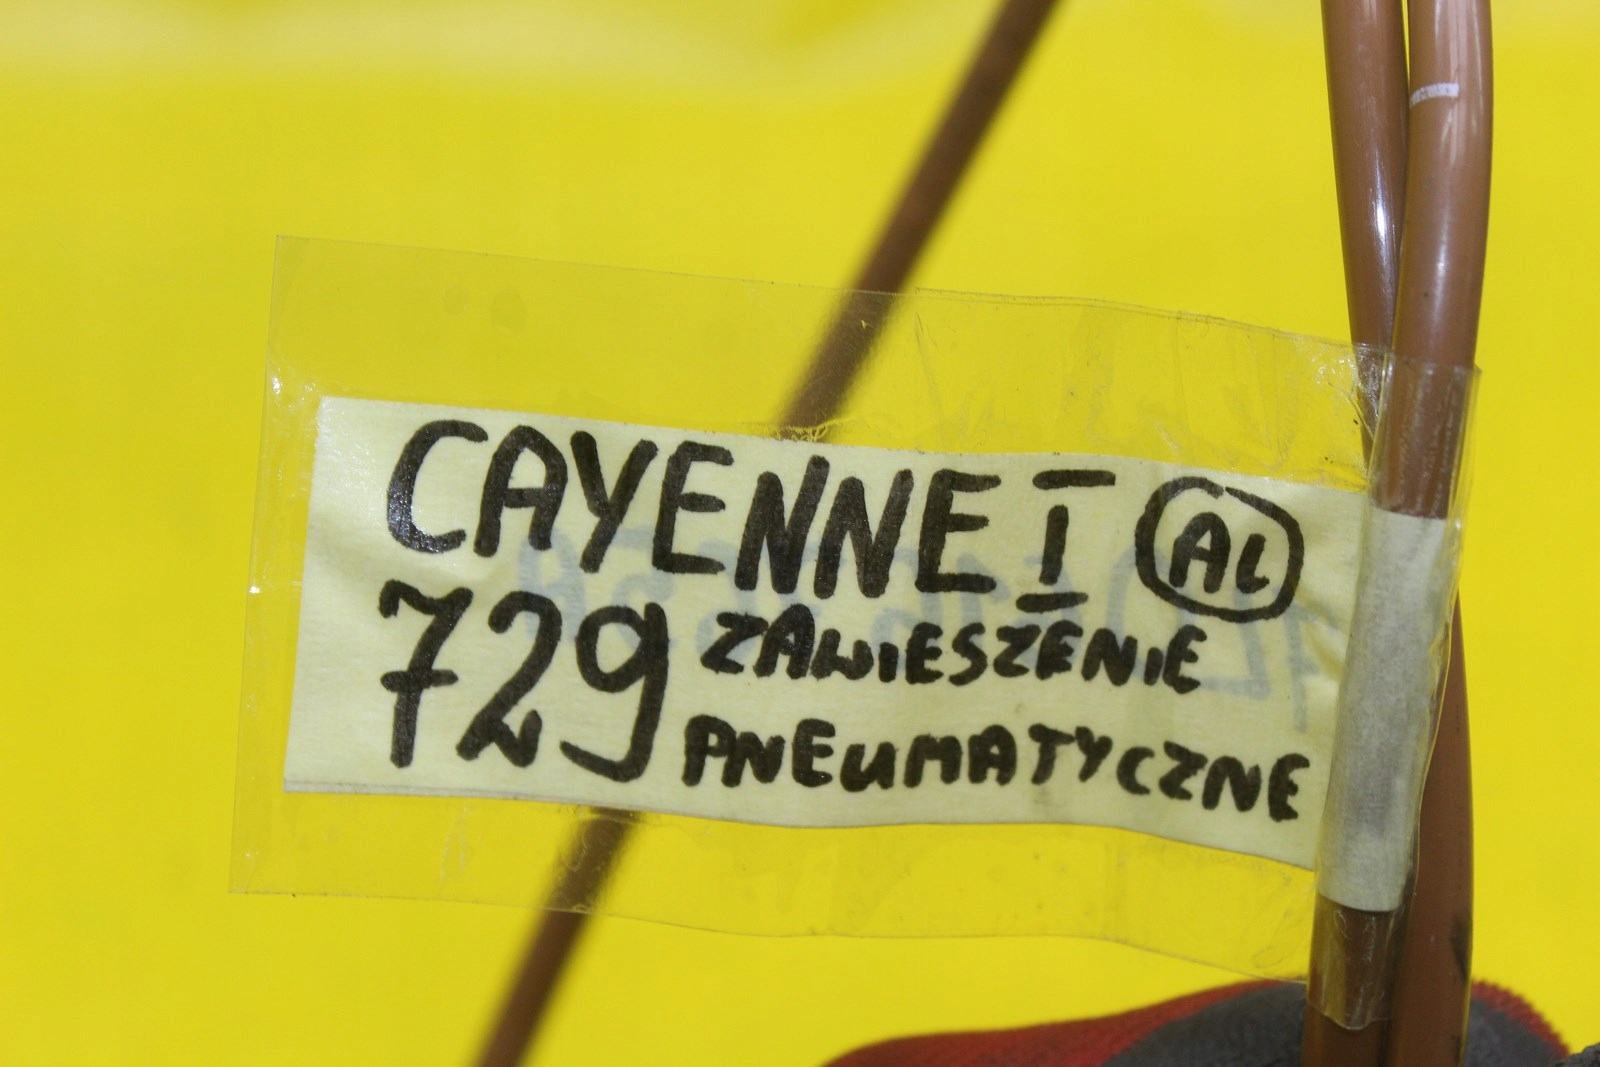 CAYENNE I AL
729 ZAWIESZENIE
PNEUMATYCZNE